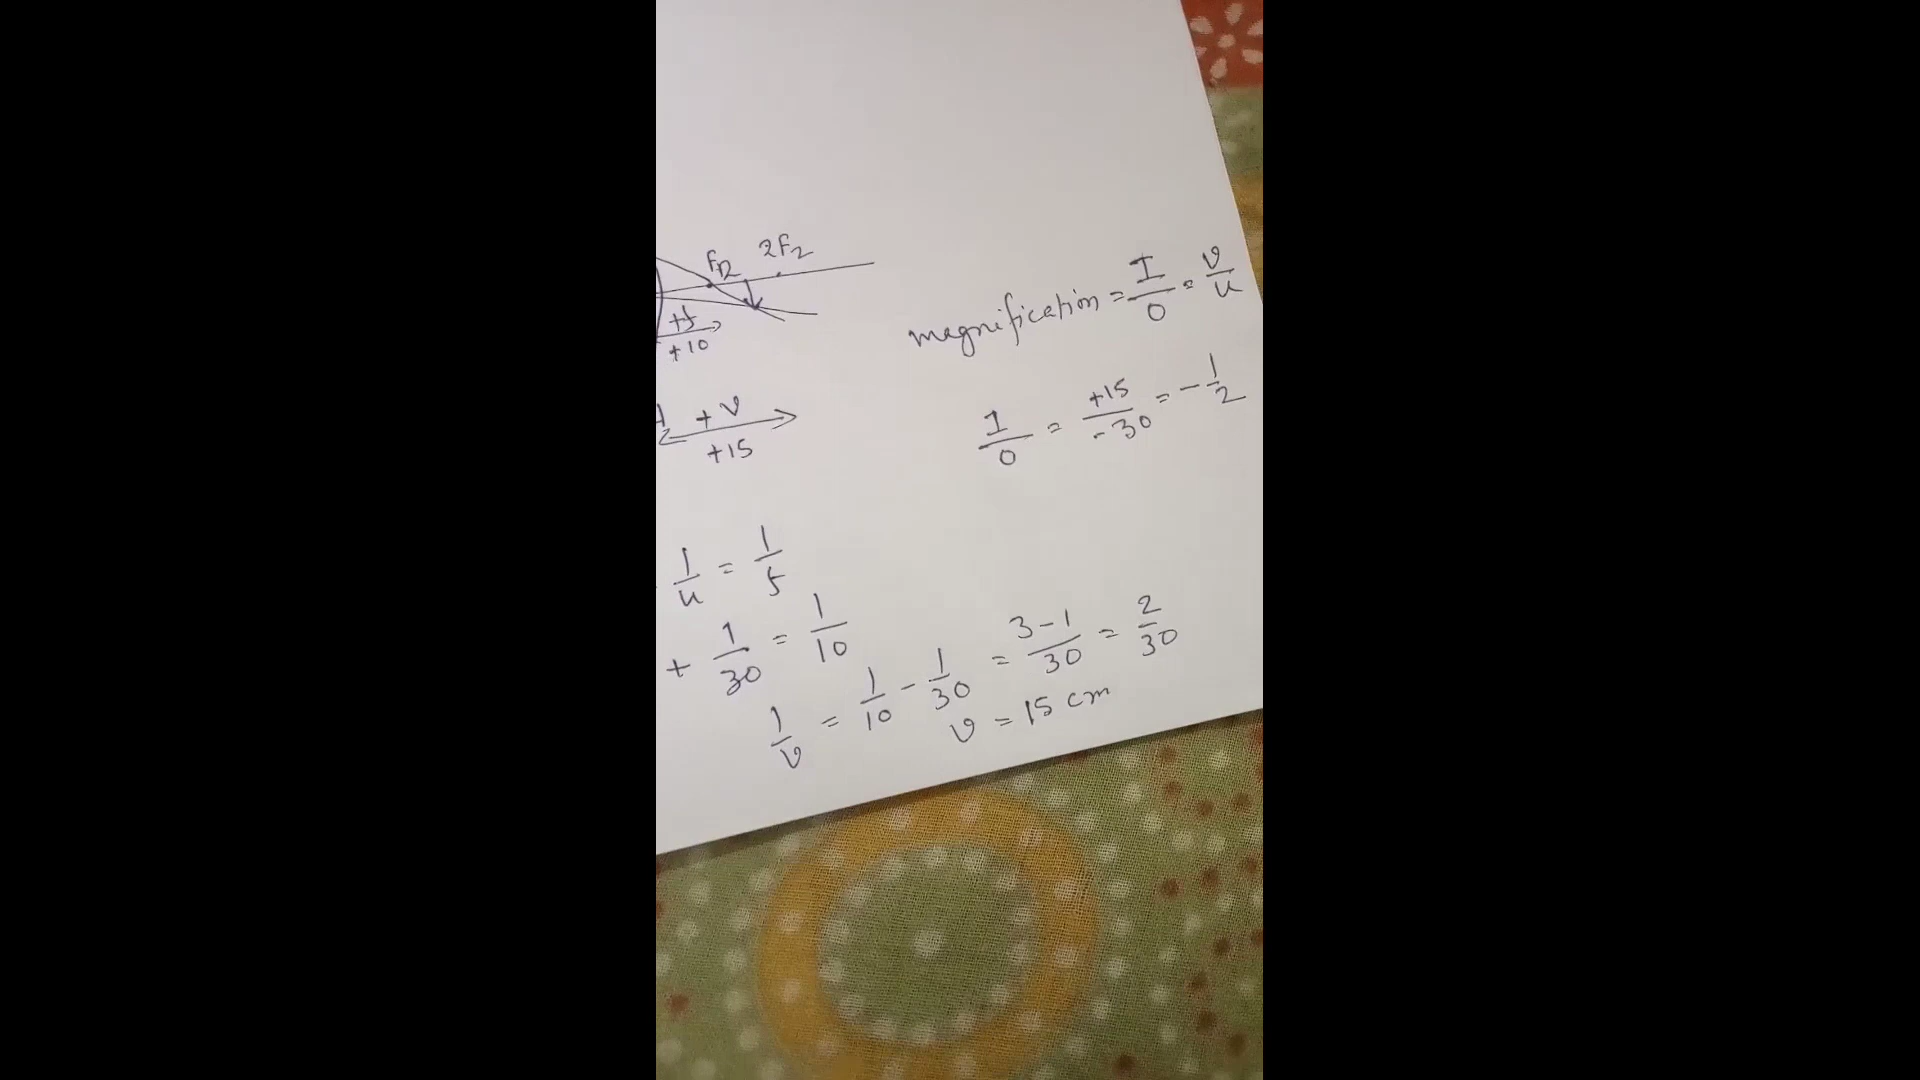 F2 2F2
+f
+10
magnification = I/O = v/u
+ v
+15
I/O = +15/-30 = -1/2
1/u = 1/f
+ 1/30 = 1/10
1/v = 1/10 - 1/30 = 3-1/30 = 2/30
v = 15 cm